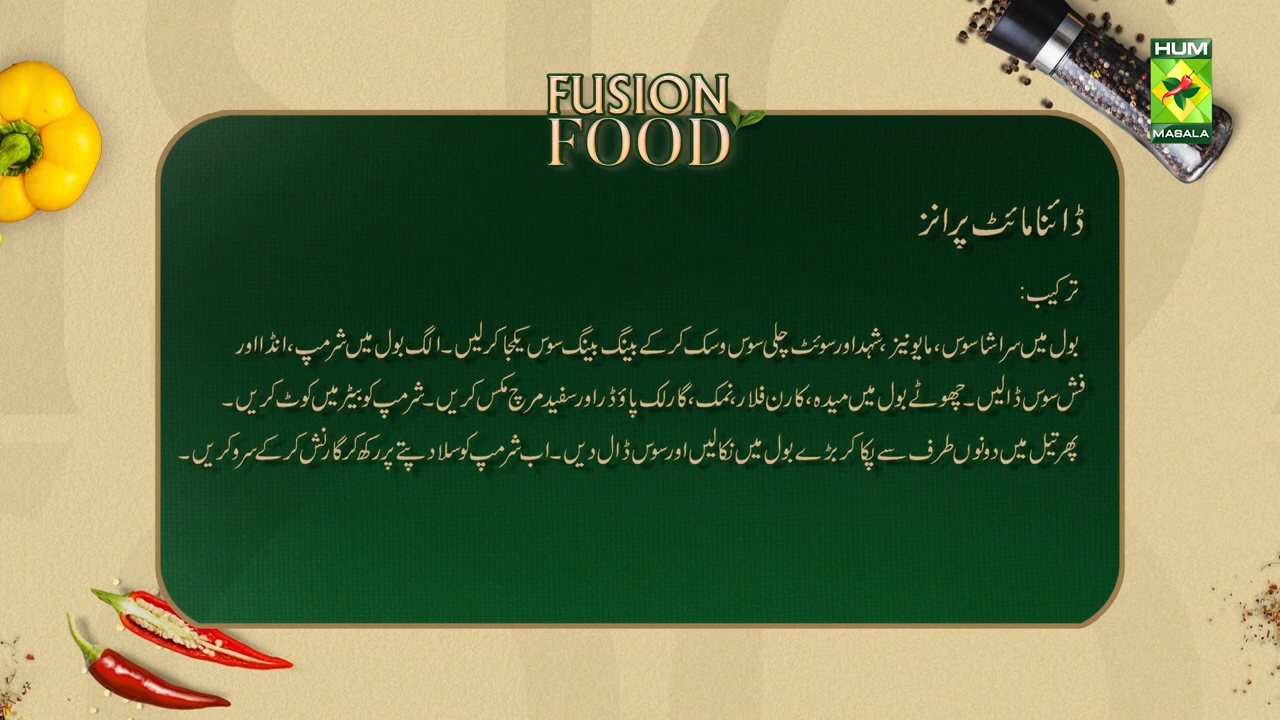 FUSION
FOOD
HUM
MASALA
ڈائنامائٹ پرانز
ترکیب:
بول میں سراشا سوس، مایونیز ،شہد اور سوئٹ چلی سوس وسک کر کے بینگ بینگ سوس یکجا کر لیں۔ الگ بول میں شرمپ، انڈا اور
فش سوس ڈالیں۔ چھوٹے بول میں میدہ، کارن فلار، نمک، گارلک پاؤڈر اور سفید مرچ مکس کریں۔ شرمپ کو بیٹر میں کوٹ کریں۔
پھر تیل میں دونوں طرف سے پکا کر بڑے بول میں نکالیں اور سوس ڈال دیں۔ اب شرمپ کو سلاد پتے پر رکھ کر گارنش کر کے سرو کریں۔